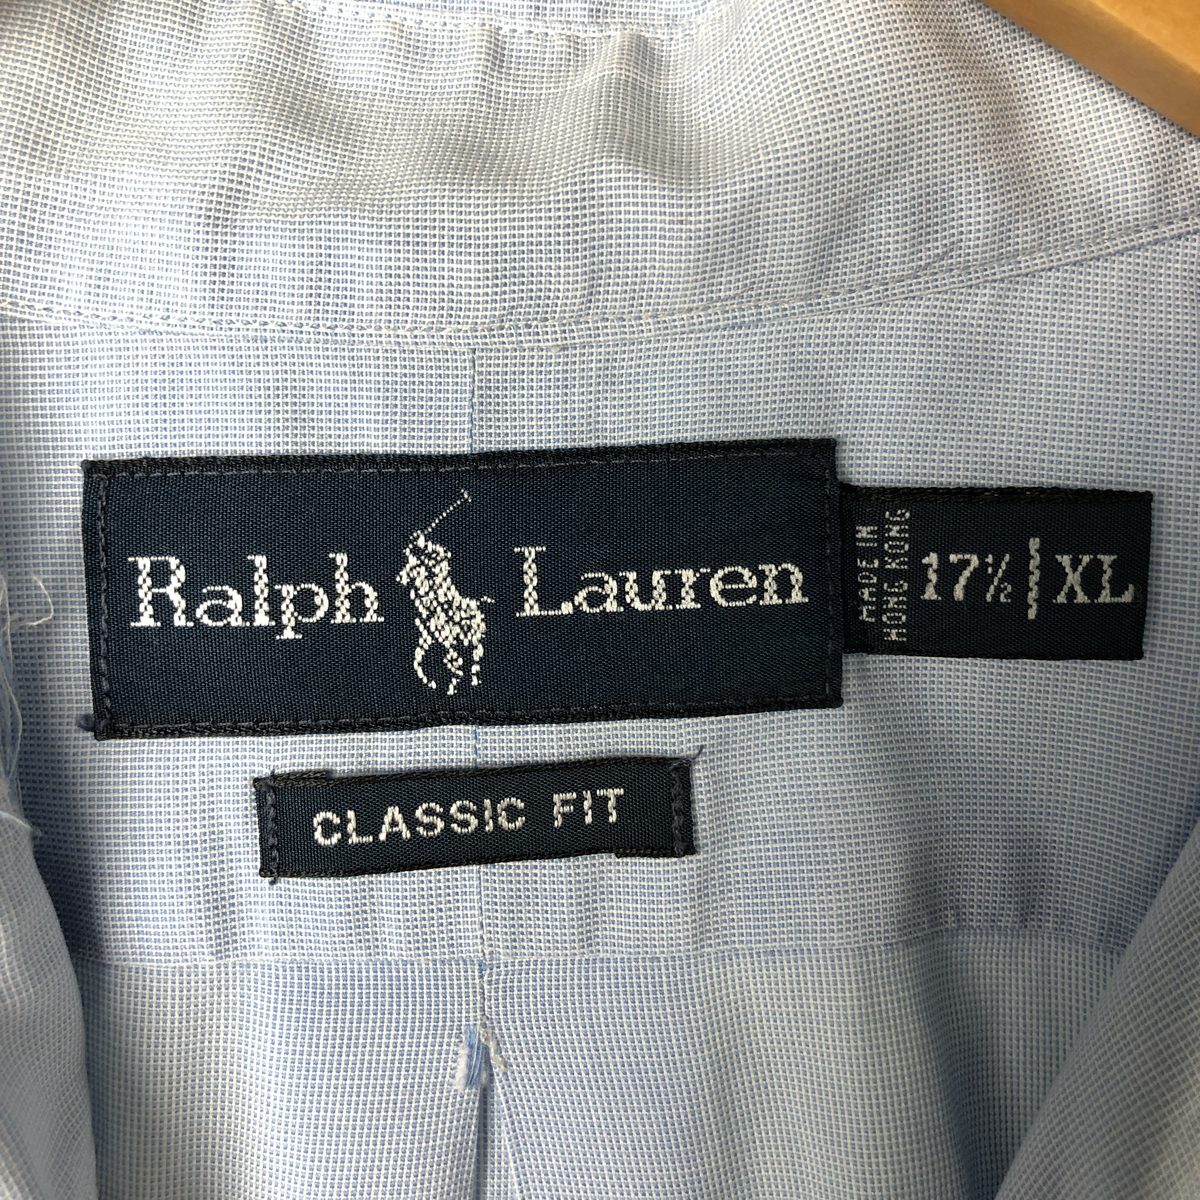 Ralph Lauren
MADE IN
HONG KONG
17½ XL
CLASSIC FIT